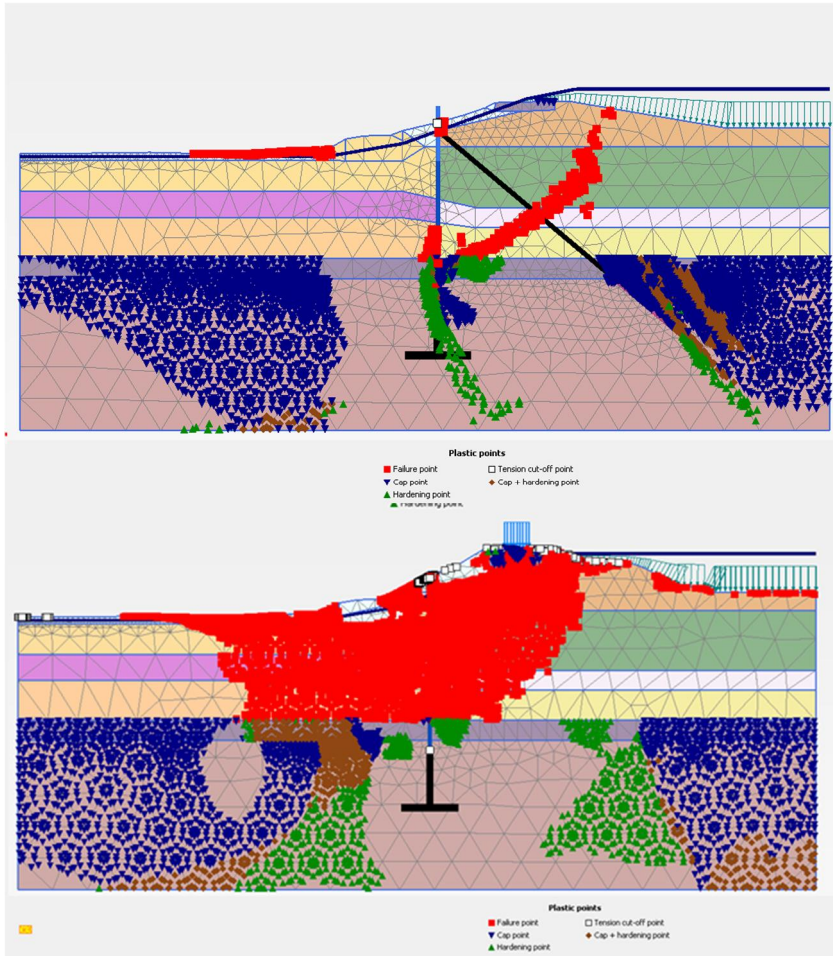 Plastic points
Failure point
Tension cut-off point
Cap point
Cap + hardening point
Hardening point
Hardening point
Plastic points
Failure point
Tension cut-off point
Cap point
Cap + hardening point
Hardening point